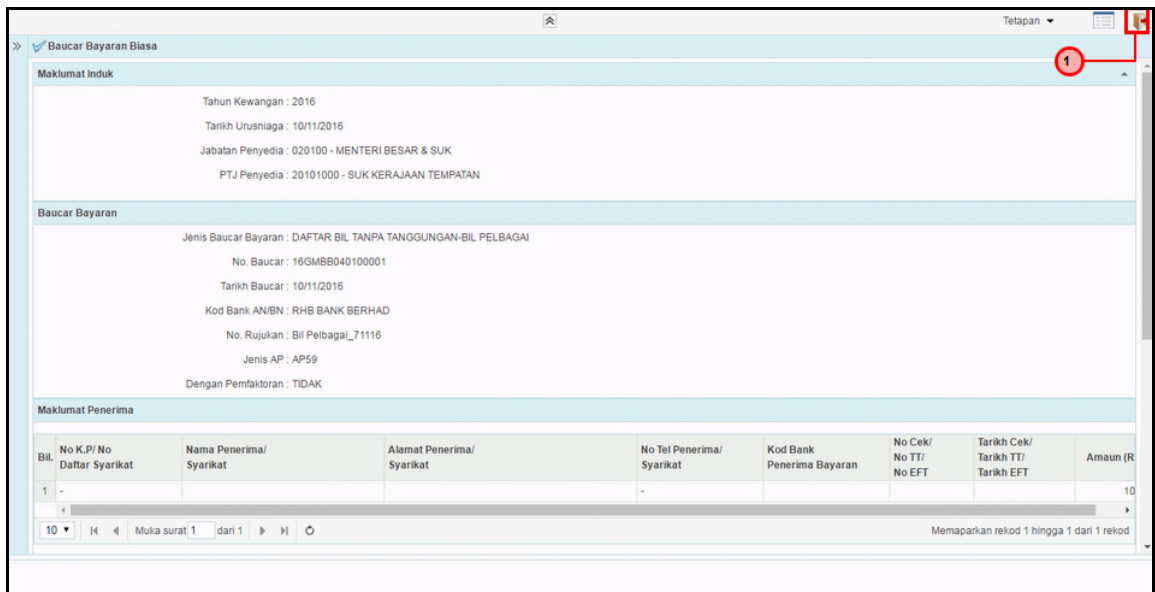 Tetapan
1
Baucar Bayaran Biasa
Maklumat Induk
Tahun Kewangan : 2016
Tarikh Urusniaga : 10/11/2016
Jabatan Penyedia : 020100 - MENTERI BESAR & SUK
PTJ Penyedia : 20101000 - SUK KERAJAAN TEMPATAN
Baucar Bayaran
Jenis Baucar Bayaran : DAFTAR BIL TANPA TANGGUNGAN-BIL PELBAGAI
No. Baucar : 16GMBB040100001
Tarikh Baucar : 10/11/2016
Kod Bank AN/BN : RHB BANK BERHAD
No. Rujukan : Bil Pelbagai_71116
Jenis AP : AP59
Dengan Pemfaktoran : TIDAK
Maklumat Penerima
Bil.
No K.P/ No
Daftar Syarikat
Nama Penerima/
Syarikat
Alamat Penerima/
Syarikat
No Tel Penerima/
Syarikat
Kod Bank
Penerima Bayaran
No Cek/
No TT/
No EFT
Tarikh Cek/
Tarikh TT/
Tarikh EFT
Amaun (R
1 - - 10
10 Muka surat 1 dari 1 Memaparkan rekod 1 hingga 1 dari 1 rekod